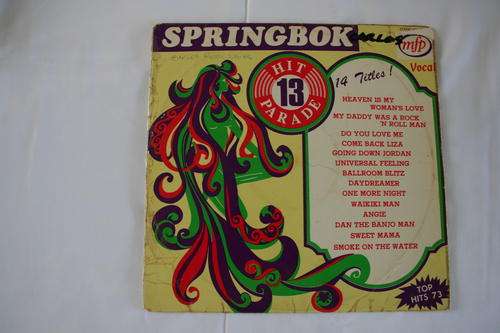 SPRINGBOK
mfp
Vocal
HIT
13
PARADE
14 Titles!
HEAVEN IS MY
WOMAN'S LOVE
MY DADDY WAS A ROCK
'N ROLL MAN
DO YOU LOVE ME
COME BACK LIZA
GOING DOWN JORDAN
UNIVERSAL FEELING
BALLROOM BLITZ
DAYDREAMER
ONE MORE NIGHT
WAIKIKI MAN
ANGIE
DAN THE BANJO MAN
SWEET MAMA
SMOKE ON THE WATER
TOP
HITS 73